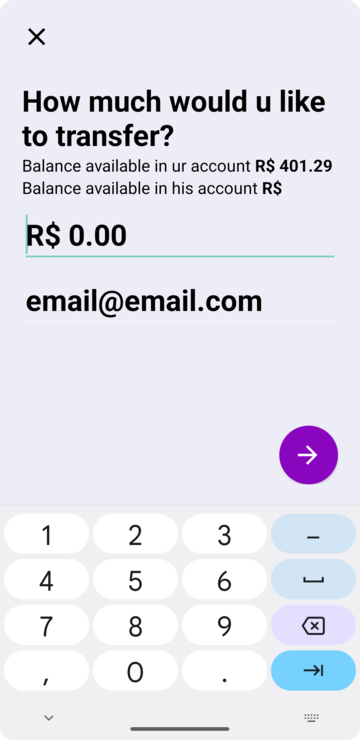 How much would u like
to transfer?
Balance available in ur account R$ 401.29
Balance available in his account R$
R$ 0.00
email@email.com
1 2 3 –
4 5 6
7 8 9
, 0 .